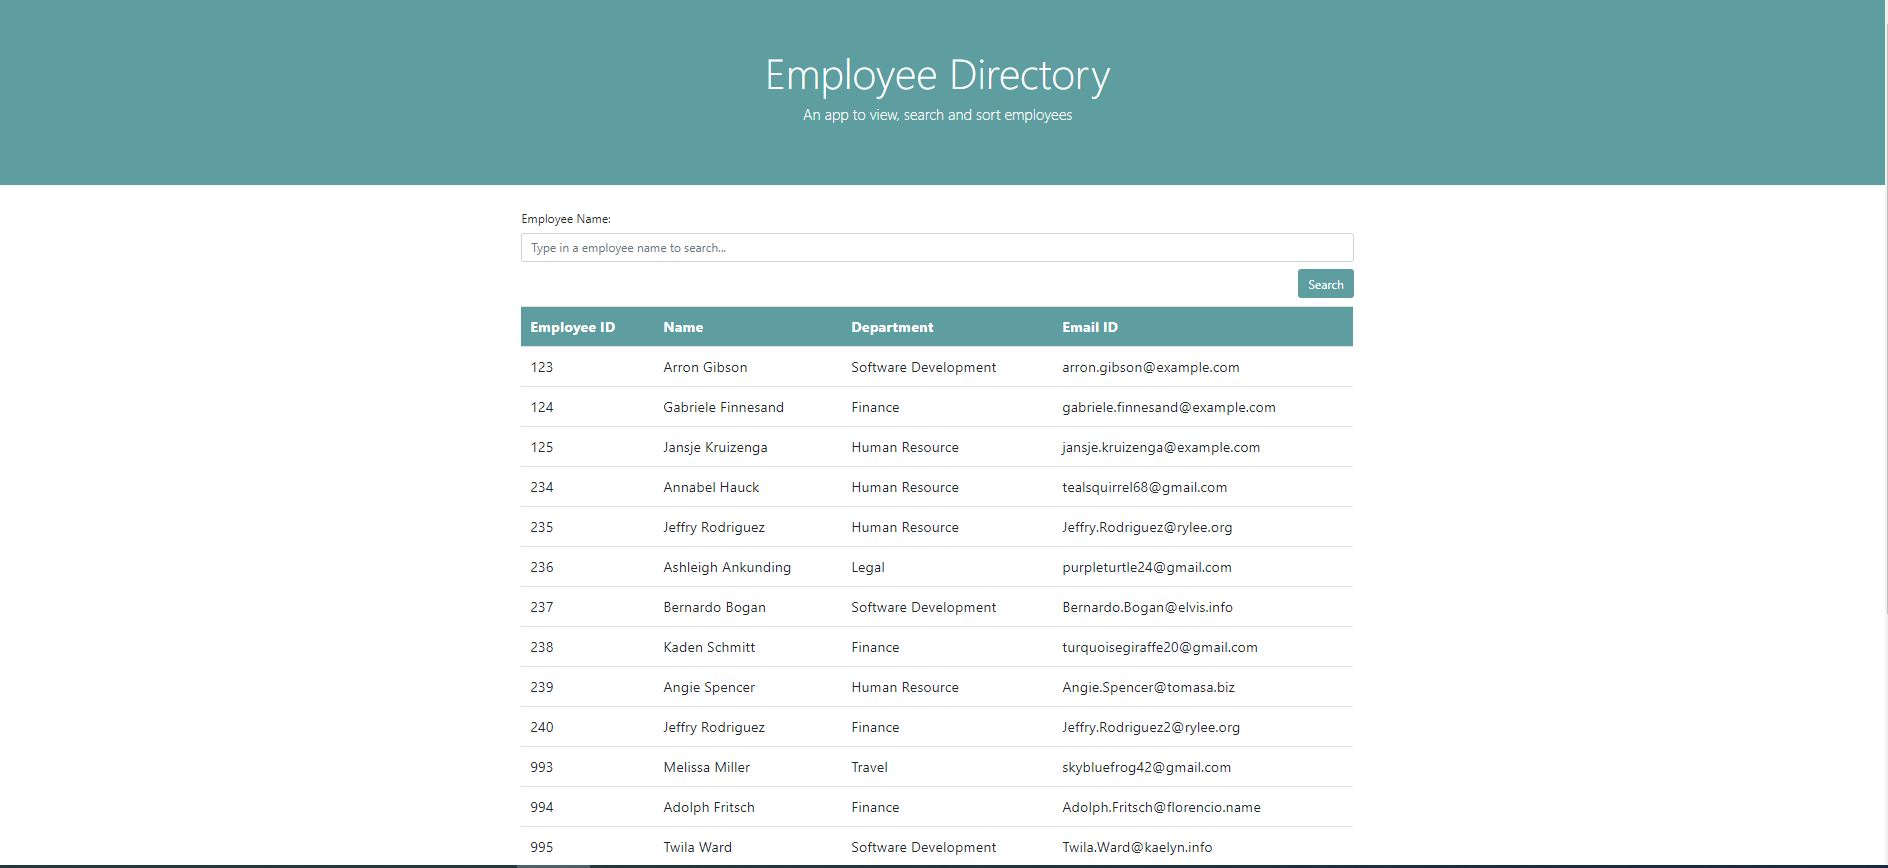 Employee Directory
An app to view, search and sort employees
Employee Name:
Type in a employee name to search...
Search
Employee ID Name Department Email ID
123 Arron Gibson Software Development arron.gibson@example.com
124 Gabriele Finnesand Finance gabriele.finnesand@example.com
125 Jansje Kruizenga Human Resource jansje.kruizenga@example.com
234 Annabel Hauck Human Resource tealsquirrel68@gmail.com
235 Jeffry Rodriguez Human Resource Jeffry.Rodriguez@rylee.org
236 Ashleigh Ankunding Legal purpleturtle24@gmail.com
237 Bernardo Bogan Software Development Bernardo.Bogan@elvis.info
238 Kaden Schmitt Finance turquoisegiraffe20@gmail.com
239 Angie Spencer Human Resource Angie.Spencer@tomasa.biz
240 Jeffry Rodriguez Finance Jeffry.Rodriguez2@rylee.org
993 Melissa Miller Travel skybluefrog42@gmail.com
994 Adolph Fritsch Finance Adolph.Fritsch@florencio.name
995 Twila Ward Software Development Twila.Ward@kaelyn.info